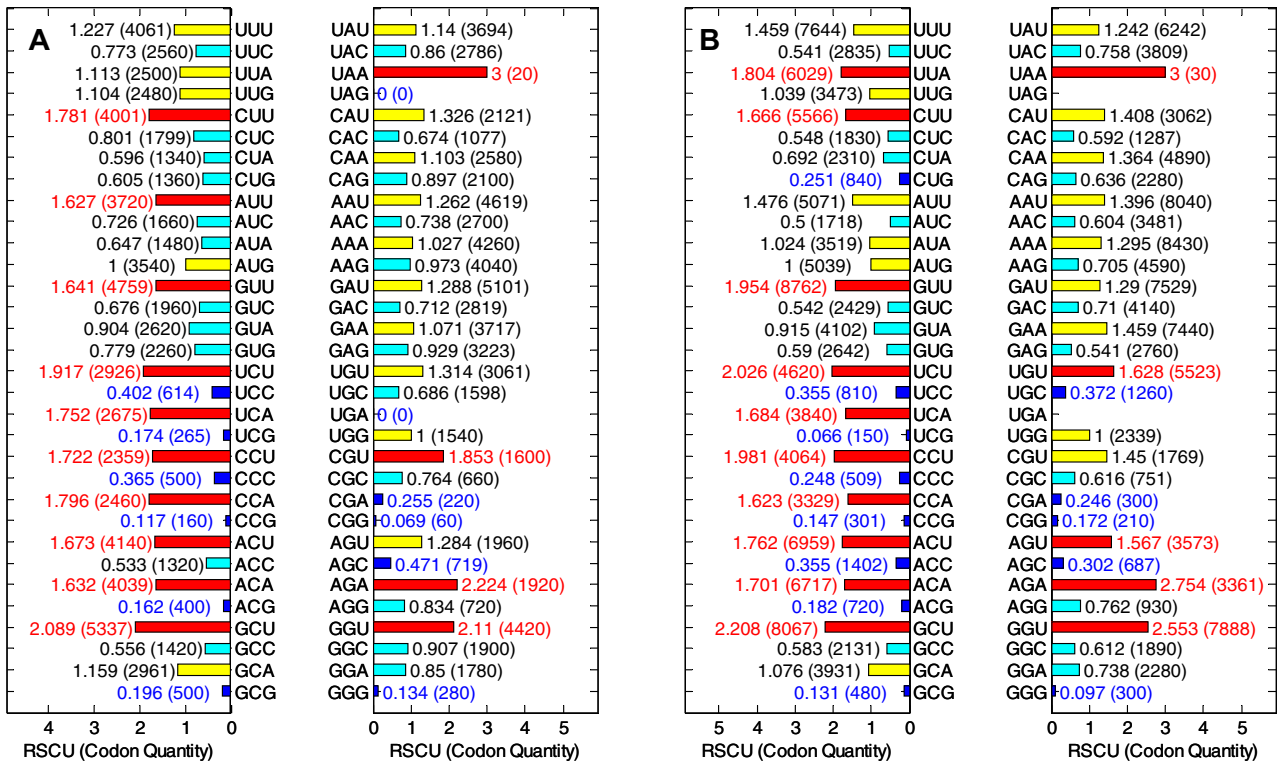 A
1.227 (4061) UUU UAU 1.14 (3694)
0.773 (2560) UUC UAC 0.86 (2786)
1.113 (2500) UUA UAA 3 (20)
1.104 (2480) UUG UAG 0 (0)
1.781 (4001) CUU CAU 1.326 (2121)
0.801 (1799) CUC CAC 0.674 (1077)
0.596 (1340) CUA CAA 1.103 (2580)
0.605 (1360) CUG CAG 0.897 (2100)
1.627 (3720) AUU AAU 1.262 (4619)
0.726 (1660) AUC AAC 0.738 (2700)
0.647 (1480) AUA AAA 1.027 (4260)
1 (3540) AUG AAG 0.973 (4040)
1.641 (4759) GUU GAU 1.288 (5101)
0.676 (1960) GUC GAC 0.712 (2819)
0.904 (2620) GUA GAA 1.071 (3717)
0.779 (2260) GUG GAG 0.929 (3223)
1.917 (2926) UCU UGU 1.314 (3061)
0.402 (614) UCC UGC 0.686 (1598)
1.752 (2675) UCA UGA 0 (0)
0.174 (265) UCG UGG 1 (1540)
1.722 (2359) CCU CGU 1.853 (1600)
0.365 (500) CCC CGC 0.764 (660)
1.796 (2460) CCA CGA 0.255 (220)
0.117 (160) CCG CGG 0.069 (60)
1.673 (4140) ACU AGU 1.284 (1960)
0.533 (1320) ACC AGC 0.471 (719)
1.632 (4039) ACA AGA 2.224 (1920)
0.162 (400) ACG AGG 0.834 (720)
2.089 (5337) GCU GGU 2.11 (4420)
0.556 (1420) GCC GGC 0.907 (1900)
1.159 (2961) GCA GGA 0.85 (1780)
0.196 (500) GCG GGG 0.134 (280)
4 3 2 1 0 0 1 2 3 4 5
RSCU (Codon Quantity) RSCU (Codon Quantity)
B
1.459 (7644) UUU UAU 1.242 (6242)
0.541 (2835) UUC UAC 0.758 (3809)
1.804 (6029) UUA UAA 3 (30)
1.039 (3473) UUG UAG
1.666 (5566) CUU CAU 1.408 (3062)
0.548 (1830) CUC CAC 0.592 (1287)
0.692 (2310) CUA CAA 1.364 (4890)
0.251 (840) CUG CAG 0.636 (2280)
1.476 (5071) AUU AAU 1.396 (8040)
0.5 (1718) AUC AAC 0.604 (3481)
1.024 (3519) AUA AAA 1.295 (8430)
1 (5039) AUG AAG 0.705 (4590)
1.954 (8762) GUU GAU 1.29 (7529)
0.542 (2429) GUC GAC 0.71 (4140)
0.915 (4102) GUA GAA 1.459 (7440)
0.59 (2642) GUG GAG 0.541 (2760)
2.026 (4620) UCU UGU 1.628 (5523)
0.355 (810) UCC UGC 0.372 (1260)
1.684 (3840) UCA UGA
0.066 (150) UCG UGG 1 (2339)
1.981 (4064) CCU CGU 1.45 (1769)
0.248 (509) CCC CGC 0.616 (751)
1.623 (3329) CCA CGA 0.246 (300)
0.147 (301) CCG CGG 0.172 (210)
1.762 (6959) ACU AGU 1.567 (3573)
0.355 (1402) ACC AGC 0.302 (687)
1.701 (6717) ACA AGA 2.754 (3361)
0.182 (720) ACG AGG 0.762 (930)
2.208 (8067) GCU GGU 2.553 (7888)
0.583 (2131) GCC GGC 0.612 (1890)
1.076 (3931) GCA GGA 0.738 (2280)
0.131 (480) GCG GGG 0.097 (300)
5 4 3 2 1 0 0 1 2 3 4 5
RSCU (Codon Quantity) RSCU (Codon Quantity)